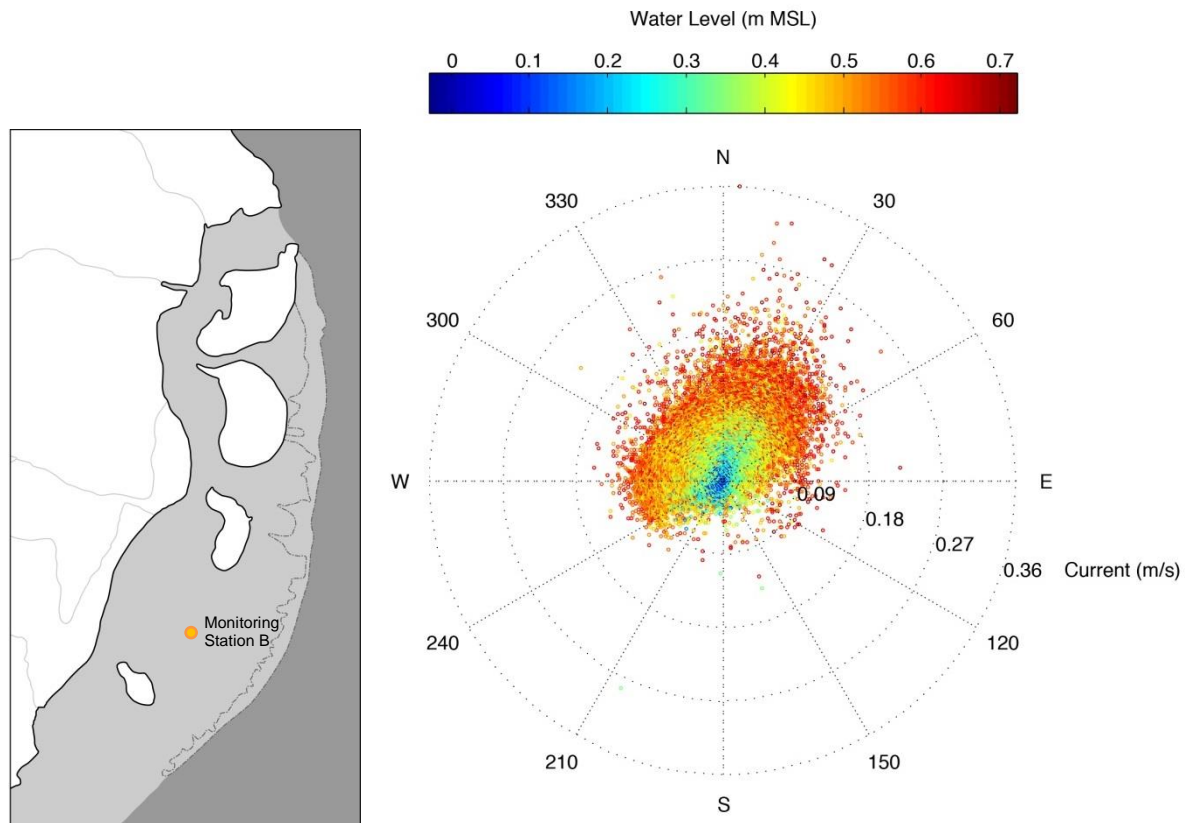 Water Level (m MSL)
0 0.1 0.2 0.3 0.4 0.5 0.6 0.7
N
330 30
300 60
W E
0.09
0.18
0.27
0.36 Current (m/s)
Monitoring
Station B
240 120
210 150
S